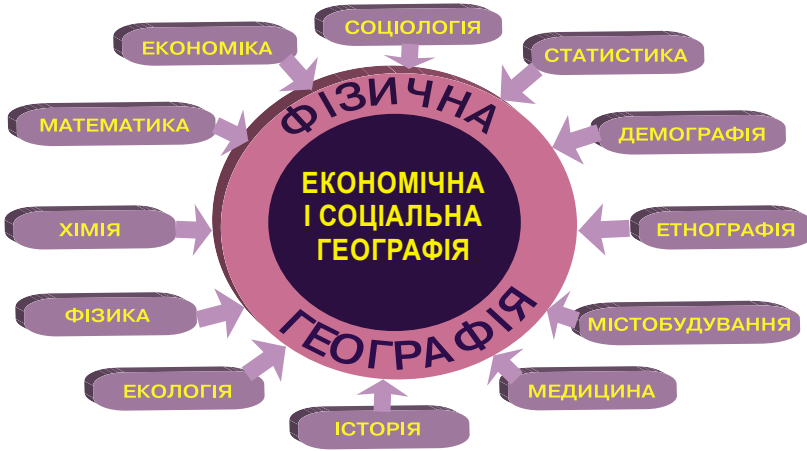 СОЦІОЛОГІЯ
ЕКОНОМІКА
СТАТИСТИКА
МАТЕМАТИКА
ДЕМОГРАФІЯ
ФІЗИЧНА
ЕКОНОМІЧНА
І СОЦІАЛЬНА
ГЕОГРАФІЯ
ХІМІЯ
ЕТНОГРАФІЯ
ФІЗИКА
МІСТОБУДУВАННЯ
ГЕОГРАФІЯ
ЕКОЛОГІЯ
МЕДИЦИНА
ІСТОРІЯ